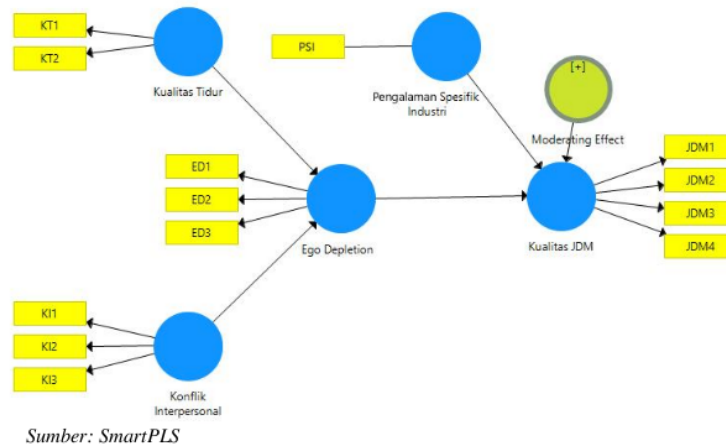 KT1
KT2
Kualitas Tidur
PSI
Pengalaman Spesifik
Industri
[+]
Moderating Effect
ED1
ED2
ED3
Ego Depletion
JDM1
JDM2
JDM3
JDM4
Kualitas JDM
KI1
KI2
KI3
Konflik
Interpersonal
Sumber: SmartPLS